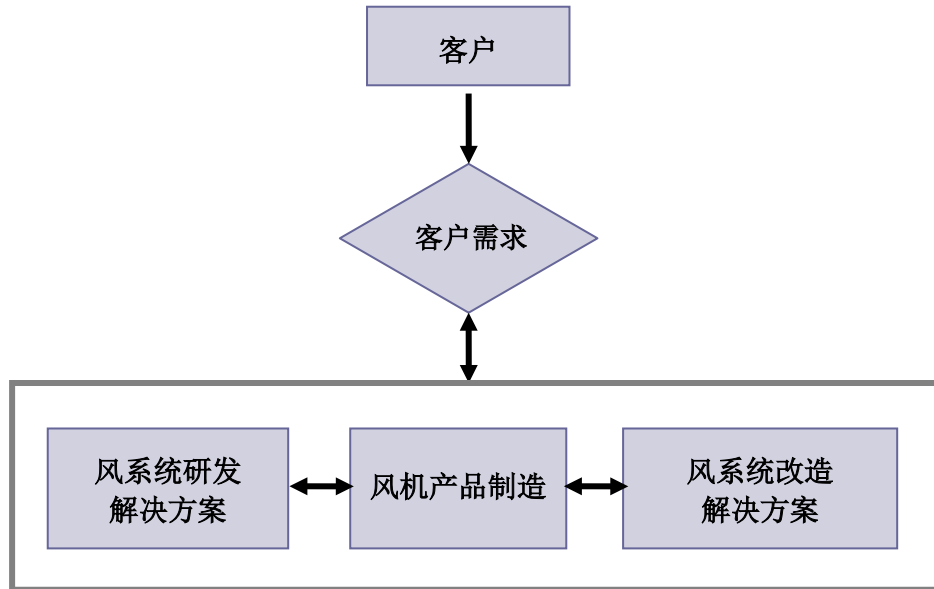 客户
客户需求
风系统研发
解决方案
风机产品制造
风系统改造
解决方案